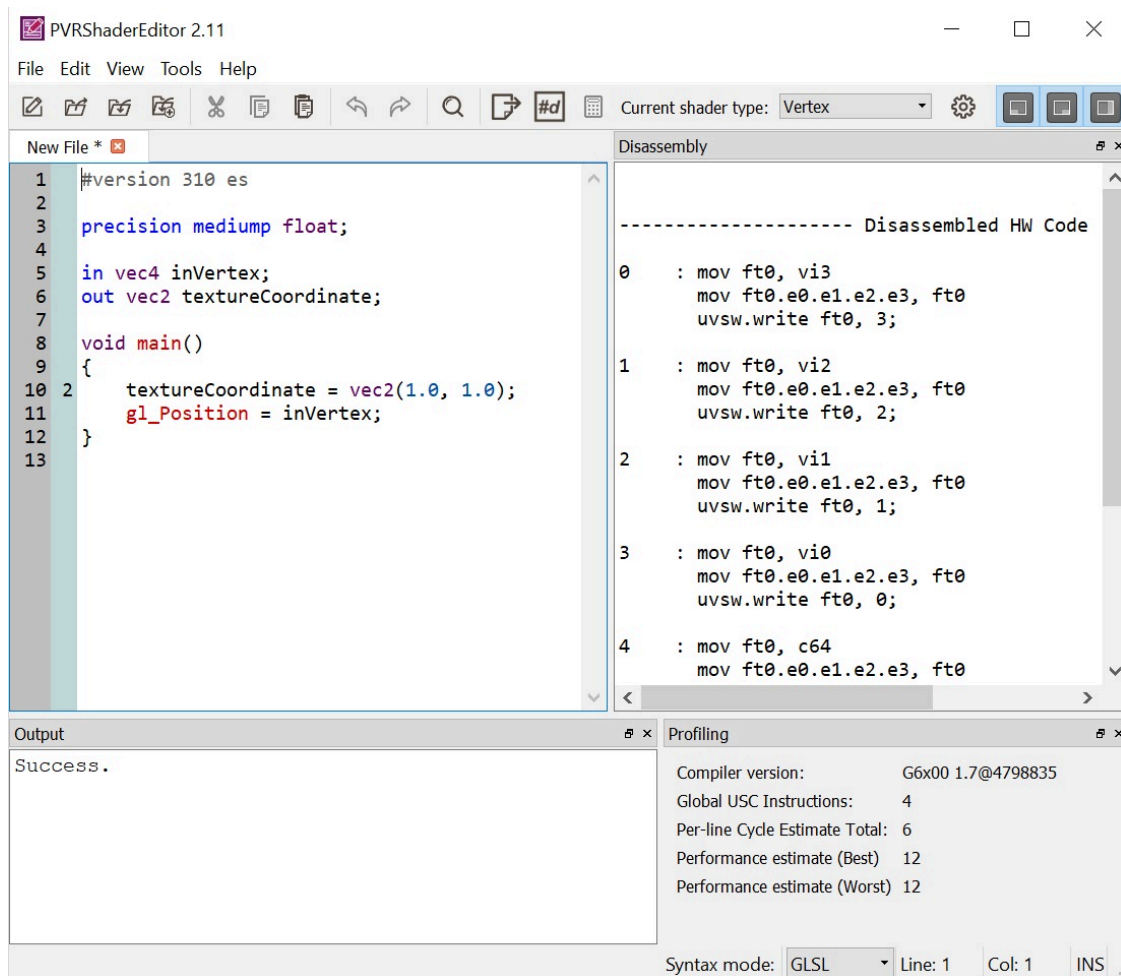 PVRShaderEditor 2.11
File Edit View Tools Help
#d Current shader type: Vertex
New File *
1 #version 310 es
2
3 precision mediump float;
4
5 in vec4 inVertex;
6 out vec2 textureCoordinate;
7
8 void main()
9 {
10 2 textureCoordinate = vec2(1.0, 1.0);
11 gl_Position = inVertex;
12 }
13
Disassembly
--------------------- Disassembled HW Code
0 : mov ft0, vi3
mov ft0.e0.e1.e2.e3, ft0
uvsw.write ft0, 3;
1 : mov ft0, vi2
mov ft0.e0.e1.e2.e3, ft0
uvsw.write ft0, 2;
2 : mov ft0, vi1
mov ft0.e0.e1.e2.e3, ft0
uvsw.write ft0, 1;
3 : mov ft0, vi0
mov ft0.e0.e1.e2.e3, ft0
uvsw.write ft0, 0;
4 : mov ft0, c64
mov ft0.e0.e1.e2.e3, ft0
Output
Success.
Profiling
Compiler version: G6x00 1.7@4798835
Global USC Instructions: 4
Per-line Cycle Estimate Total: 6
Performance estimate (Best) 12
Performance estimate (Worst) 12
Syntax mode: GLSL Line: 1 Col: 1 INS